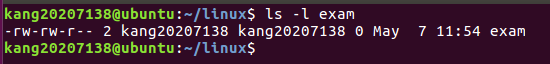 kang20207138@ubuntu:~/linux$ ls -l exam
-rw-rw-r-- 2 kang20207138 kang20207138 0 May  7 11:54 exam
kang20207138@ubuntu:~/linux$